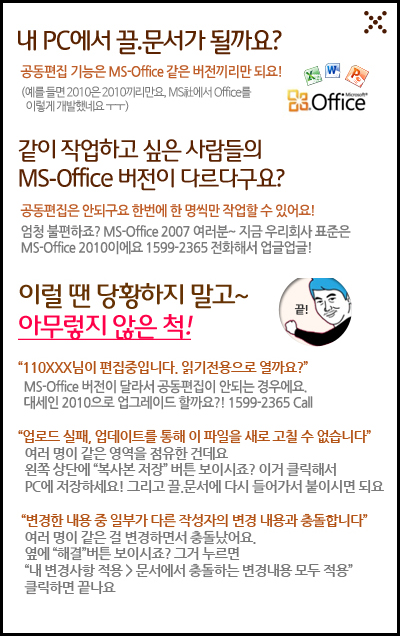 내 PC에서 끌.문서가 될까요?
공동편집 기능은 MS-Office 같은 버전끼리만 되요!
(예를 들면 2010은 2010끼리만요, MS社에서 Office를
이렇게 개발했네요 ㅜㅜ)
Microsoft®
Office
같이 작업하고 싶은 사람들의
MS-Office 버전이 다르다구요?
공동편집은 안되구요 한번에 한 명씩만 작업할 수 있어요!
엄청 불편하죠? MS-Office 2007 여러분~ 지금 우리회사 표준은
MS-Office 2010이에요 1599-2365 전화해서 업글업글!
이럴 땐 당황하지 말고~
아무렇지 않은 척!
끝!
“110XXX님이 편집중입니다. 읽기전용으로 열까요?”
MS-Office 버전이 달라서 공동편집이 안되는 경우에요.
대세인 2010으로 업그레이드 할까요?! 1599-2365 Call
“업로드 실패, 업데이트를 통해 이 파일을 새로 고칠 수 없습니다”
여러 명이 같은 영역을 점유한 건데요
왼쪽 상단에 “복사본 저장” 버튼 보이시죠? 이거 클릭해서
PC에 저장하세요! 그리고 끌.문서에 다시 들어가서 붙이시면 되요
“변경한 내용 중 일부가 다른 작성자의 변경 내용과 충돌합니다”
여러 명이 같은 걸 변경하면서 충돌났어요.
옆에 “해결”버튼 보이시죠? 그거 누르면
“내 변경사항 적용 > 문서에서 충돌하는 변경내용 모두 적용”
클릭하면 끝나요